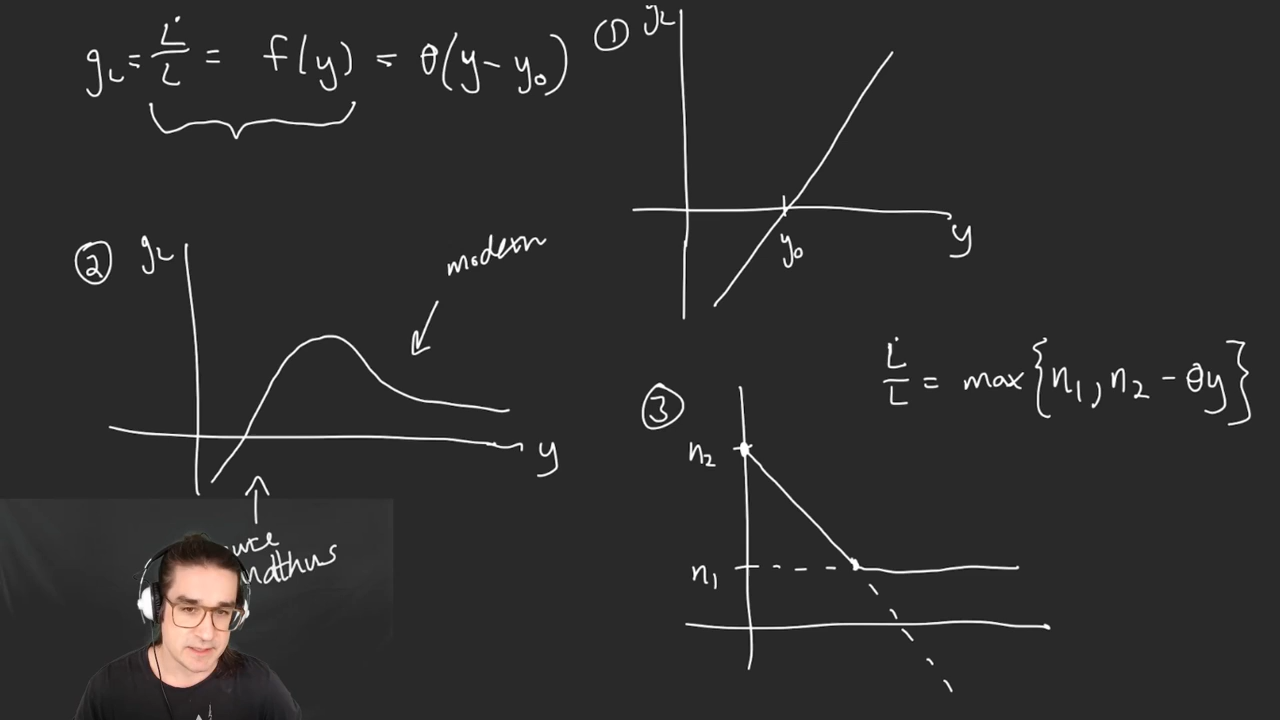 g_L = L̇/L = f(y) = θ(y - y₀)
① g_L
y₀
y
② g_L
modern
y
Malthus
L̇/L = max{n₁, n₂ - θy}
③
n₂
n₁